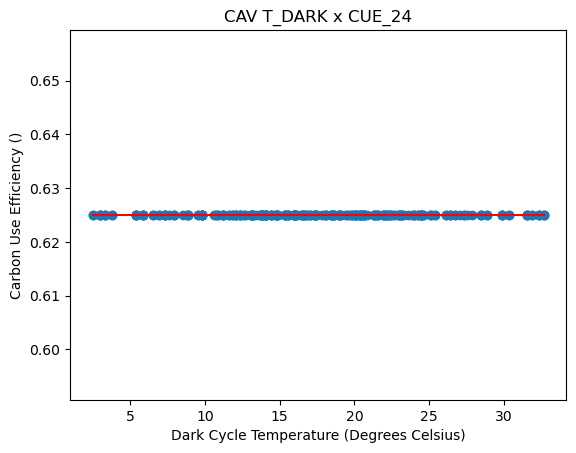 CAV T_DARK x CUE_24
Carbon Use Efficiency ()
0.65
0.64
0.63
0.62
0.61
0.60
5 10 15 20 25 30
Dark Cycle Temperature (Degrees Celsius)